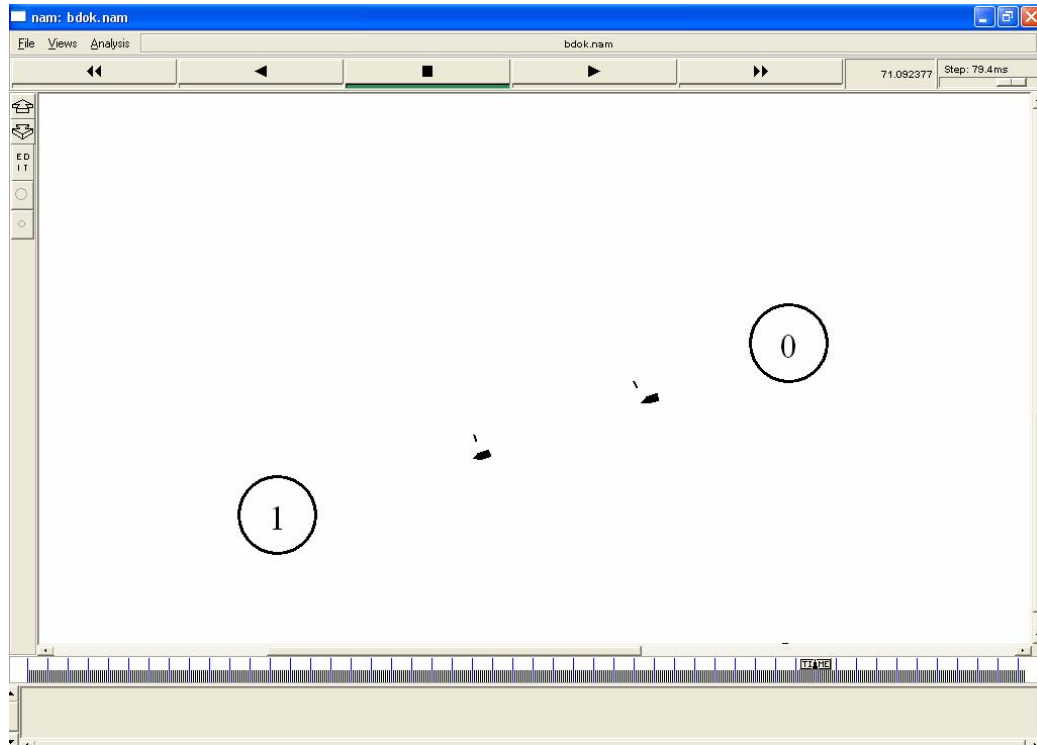 nam: bdok.nam
File Views Analysis bdok.nam
71.092377 Step: 79.4ms
ED
IT
0
1
TIME